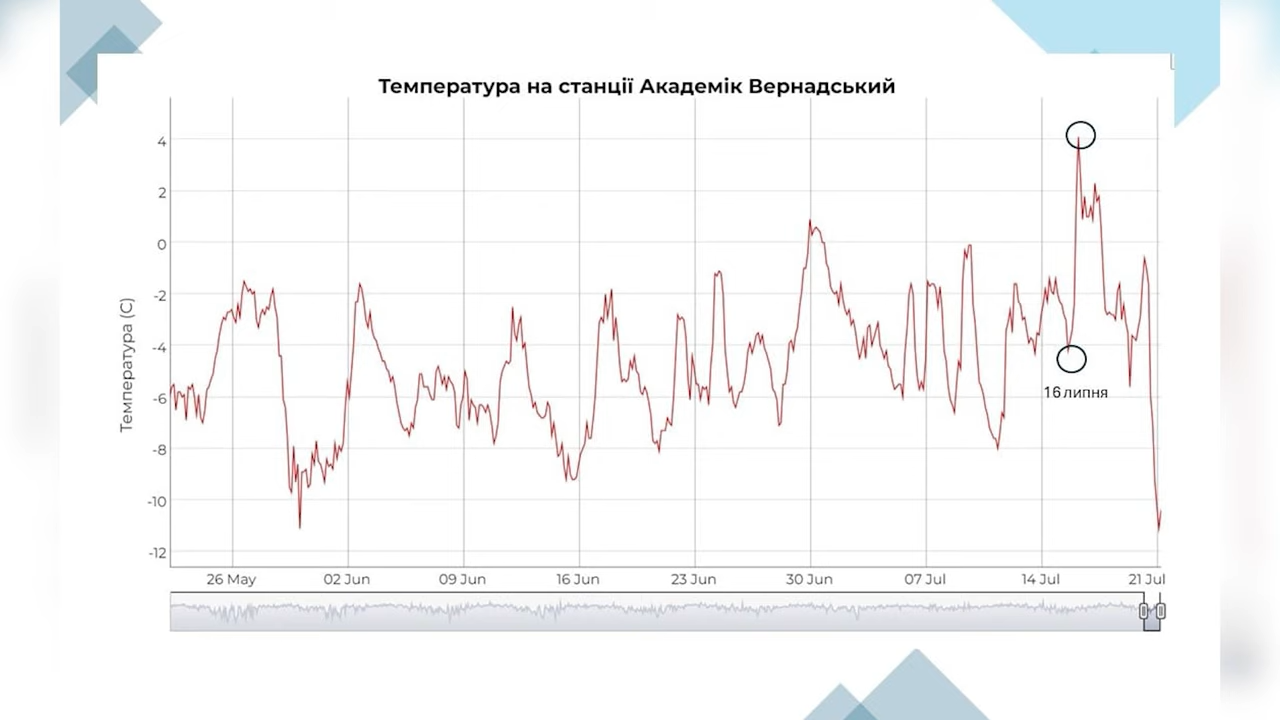 Температура на станції Академік Вернадський
Температура (C)
4
2
0
-2
-4
-6
-8
-10
-12
16 липня
26 May 02 Jun 09 Jun 16 Jun 23 Jun 30 Jun 07 Jul 14 Jul 21 Jul